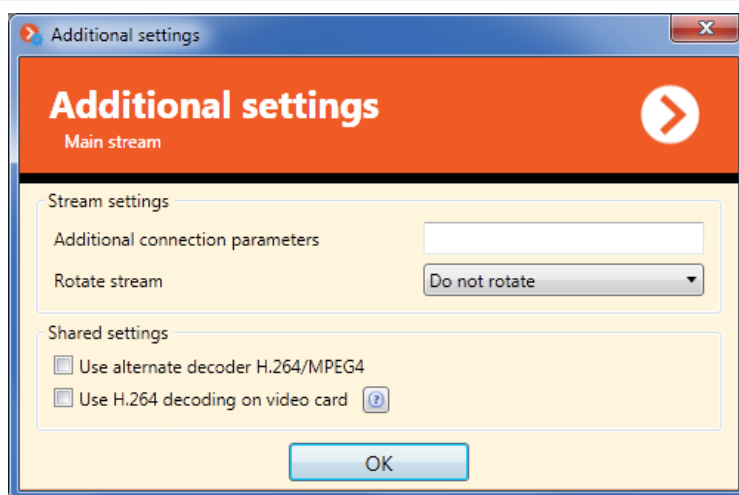 Additional settings
Additional settings
Main stream
Stream settings
Additional connection parameters
Rotate stream Do not rotate
Shared settings
Use alternate decoder H.264/MPEG4
Use H.264 decoding on video card ?
OK